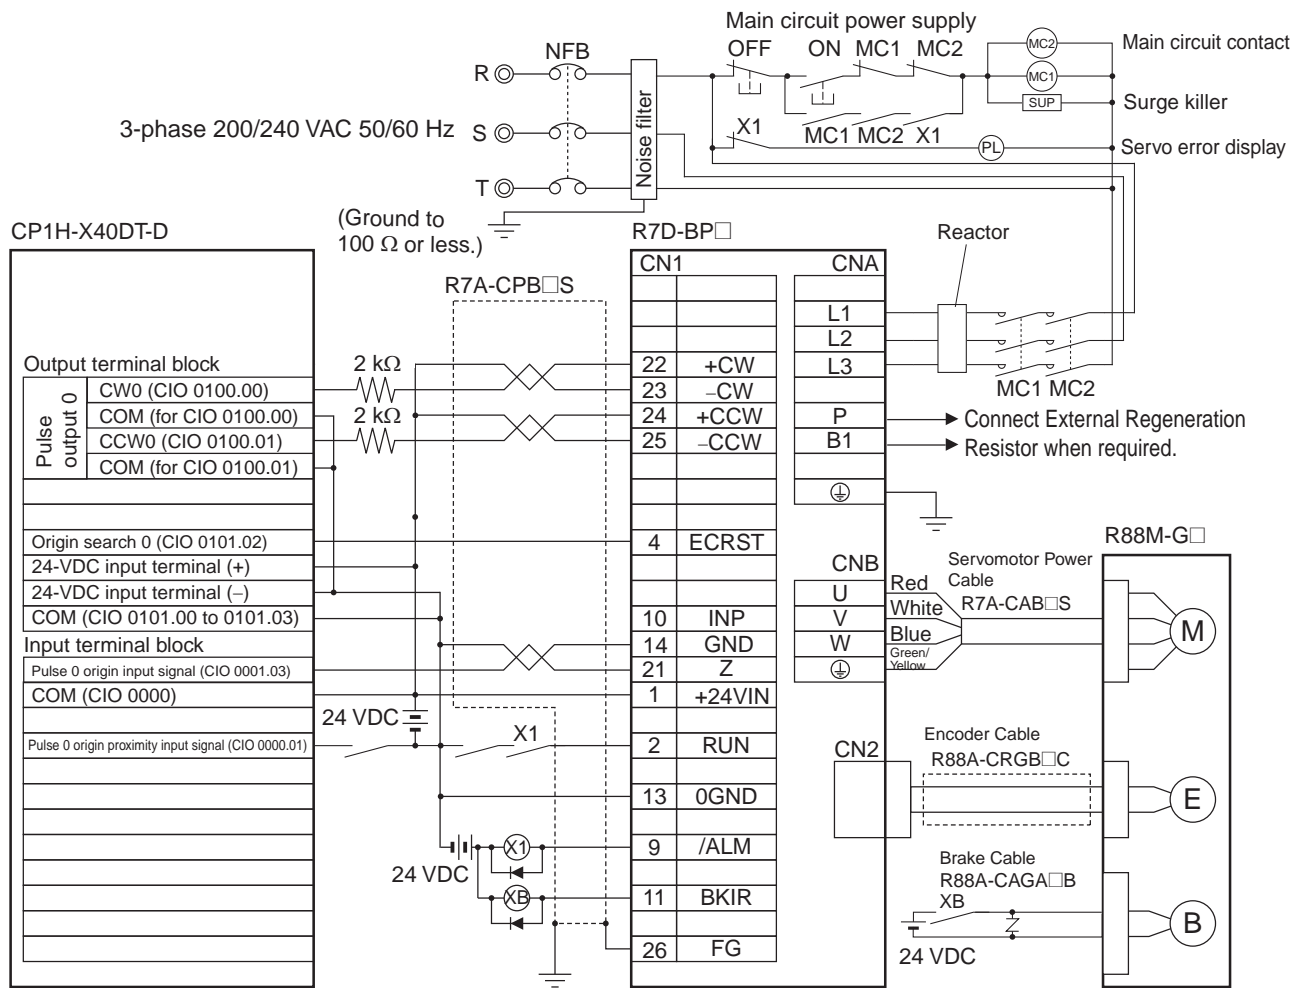 Main circuit power supply
NFB
OFF ON MC1 MC2
MC2
Main circuit contact
R
MC1
SUP
Surge killer
3-phase 200/240 VAC 50/60 Hz
S
Noise filter
X1
MC1 MC2 X1
PL
Servo error display
T
(Ground to
100 Ω or less.)
CP1H-X40DT-D
R7D-BP□
Reactor
CN1
CNA
R7A-CPB□S
L1
L2
L3
MC1 MC2
Output terminal block
2 kΩ
22 +CW
CW0 (CIO 0100.00)
23 −CW
Pulse
output 0
COM (for CIO 0100.00)
2 kΩ
24 +CCW
P
Connect External Regeneration
CCW0 (CIO 0100.01)
25 −CCW
B1
Resistor when required.
COM (for CIO 0100.01)
Origin search 0 (CIO 0101.02)
4 ECRST
R88M-G□
24-VDC input terminal (+)
CNB
Servomotor Power
Cable
R7A-CAB□S
24-VDC input terminal (−)
U
Red
COM (CIO 0101.00 to 0101.03)
10 INP
V
White
Input terminal block
14 GND
W
Blue
Green/
Yellow
M
Pulse 0 origin input signal (CIO 0001.03)
21 Z
COM (CIO 0000)
1 +24VIN
24 VDC
X1
Pulse 0 origin proximity input signal (CIO 0000.01)
2 RUN
CN2
Encoder Cable
R88A-CRGB□C
E
13 0GND
24 VDC
X1
9 /ALM
XB
11 BKIR
Brake Cable
R88A-CAGA□B
XB
B
24 VDC
26 FG